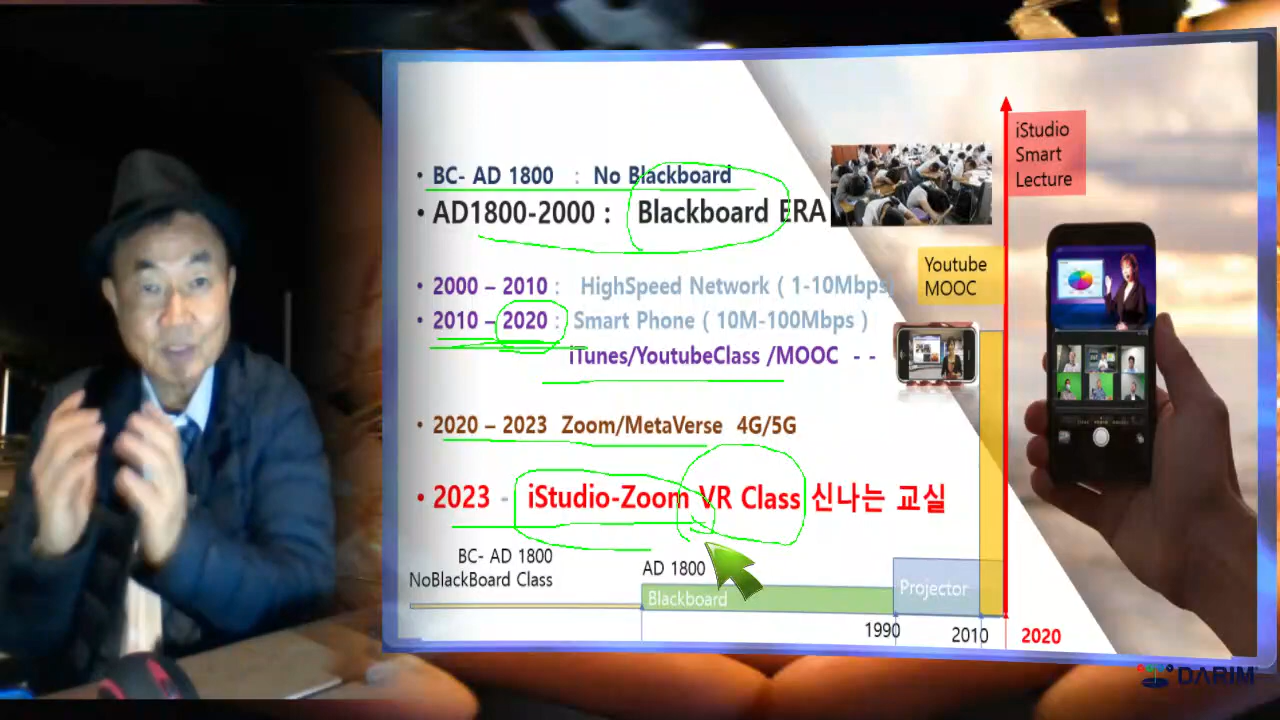 • BC- AD 1800 : No Blackboard
• AD1800-2000 : Blackboard ERA
• 2000 – 2010 : HighSpeed Network ( 1-10Mbps)
• 2010 – 2020 : Smart Phone ( 10M-100Mbps )
iTunes/YoutubeClass /MOOC - -
• 2020 – 2023 Zoom/MetaVerse 4G/5G
• 2023 - iStudio-Zoom VR Class 신나는 교실
iStudio
Smart
Lecture
Youtube
MOOC
BC- AD 1800
NoBlackBoard Class
AD 1800
Blackboard
Projector
1990
2010
2020
DARIM